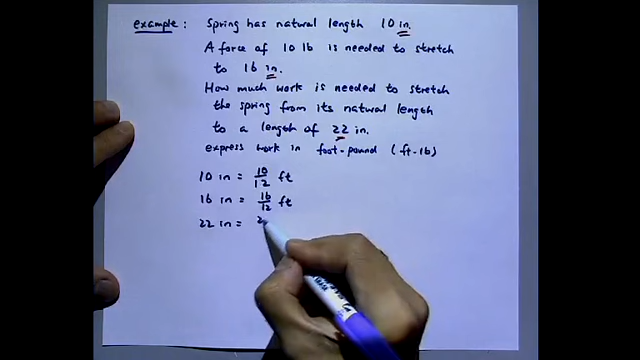 example: Spring has natural length 10 in.
A force of 10 lb is needed to stretch
to 16 in.
How much work is needed to stretch
the spring from its natural length
to a length of 22 in.
express work in foot-pound (ft-lb)
10 in = 10/12 ft
16 in = 16/12 ft
22 in = 2